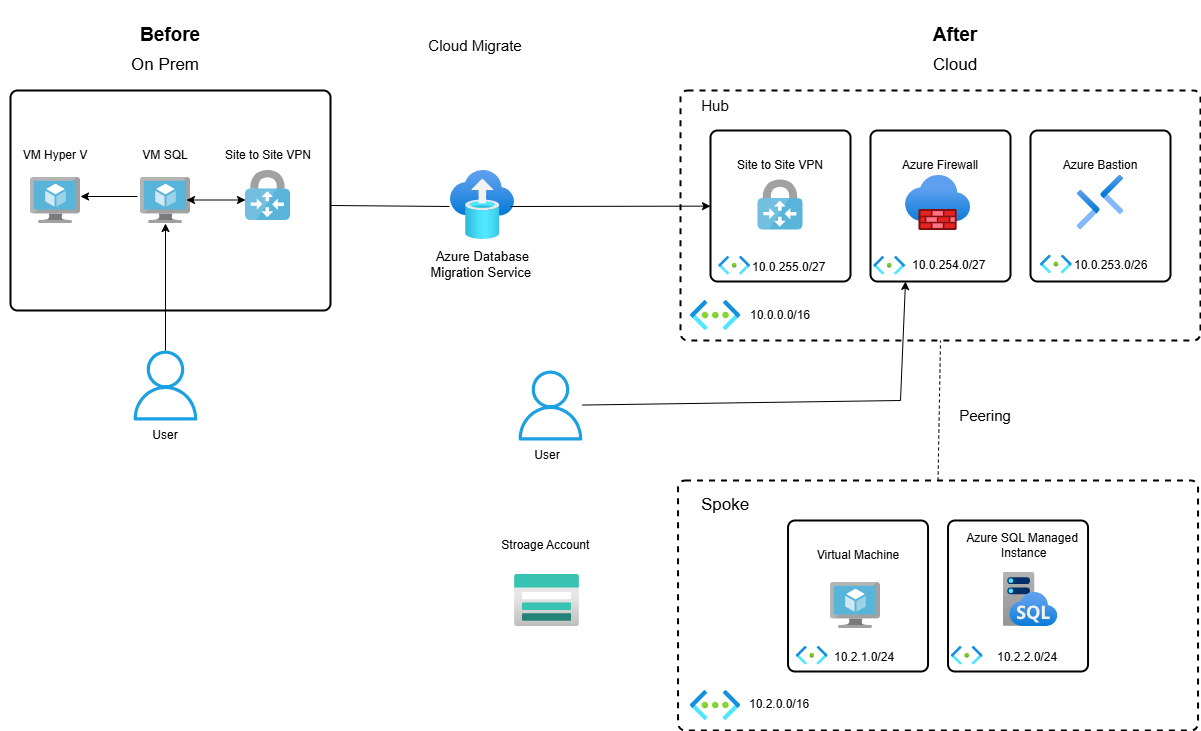 Before
On Prem
Cloud Migrate
After
Cloud
VM Hyper V
VM SQL
Site to Site VPN
User
Azure Database
Migration Service
Hub
Site to Site VPN
10.0.255.0/27
Azure Firewall
10.0.254.0/27
Azure Bastion
10.0.253.0/26
10.0.0.0/16
User
Peering
Stroage Account
Spoke
Virtual Machine
10.2.1.0/24
Azure SQL Managed
Instance
SQL
10.2.2.0/24
10.2.0.0/16